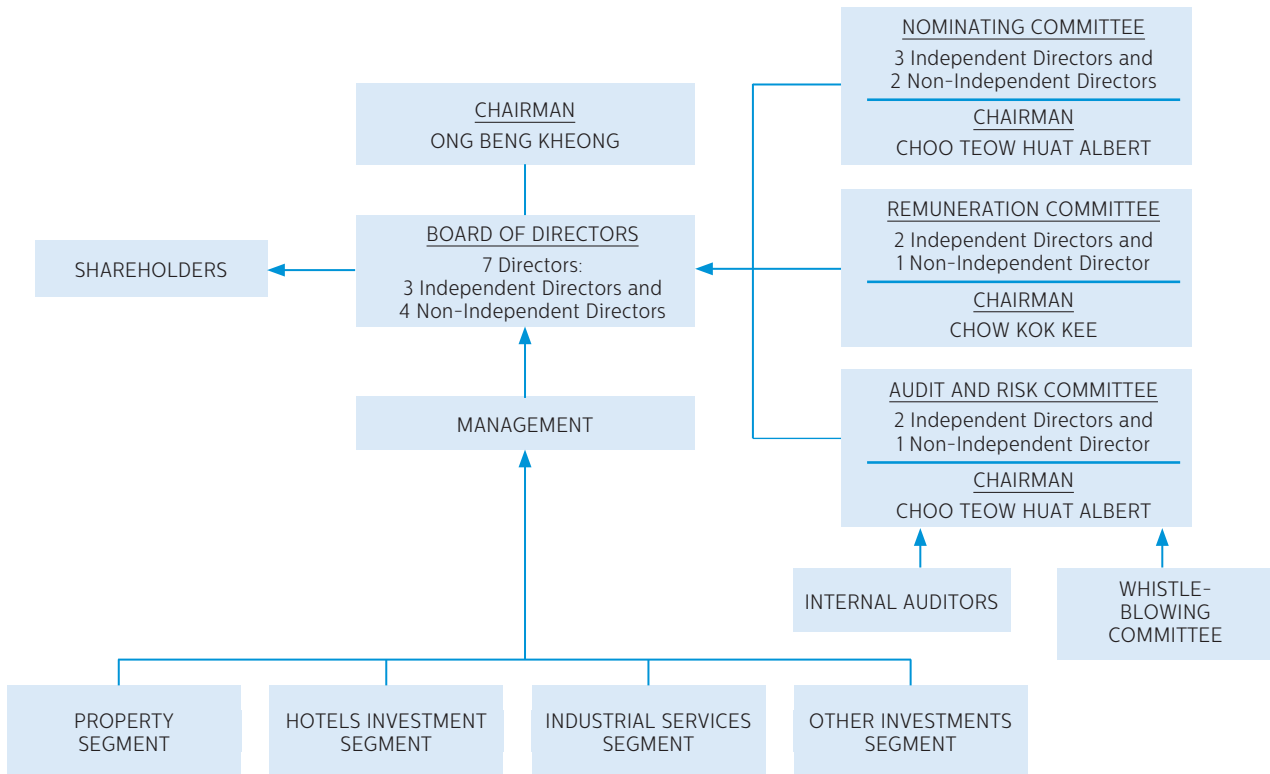 NOMINATING COMMITTEE
3 Independent Directors and
2 Non-Independent Directors
CHAIRMAN
CHOO TEOW HUAT ALBERT
CHAIRMAN
ONG BENG KHEONG
REMUNERATION COMMITTEE
2 Independent Directors and
1 Non-Independent Director
CHAIRMAN
CHOW KOK KEE
BOARD OF DIRECTORS
7 Directors:
3 Independent Directors and
4 Non-Independent Directors
SHAREHOLDERS
AUDIT AND RISK COMMITTEE
2 Independent Directors and
1 Non-Independent Director
CHAIRMAN
CHOO TEOW HUAT ALBERT
MANAGEMENT
INTERNAL AUDITORS
WHISTLE-
BLOWING
COMMITTEE
PROPERTY
SEGMENT
HOTELS INVESTMENT
SEGMENT
INDUSTRIAL SERVICES
SEGMENT
OTHER INVESTMENTS
SEGMENT